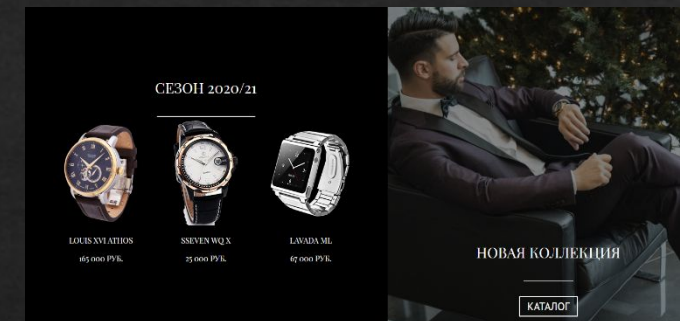 СЕЗОН 2020/21
LOUIS XVI ATHOS
SSEVEN WQ X
LAVADA ML
165 000 РУБ.
25 000 РУБ.
67 000 РУБ.
НОВАЯ КОЛЛЕКЦИЯ
КАТАЛОГ